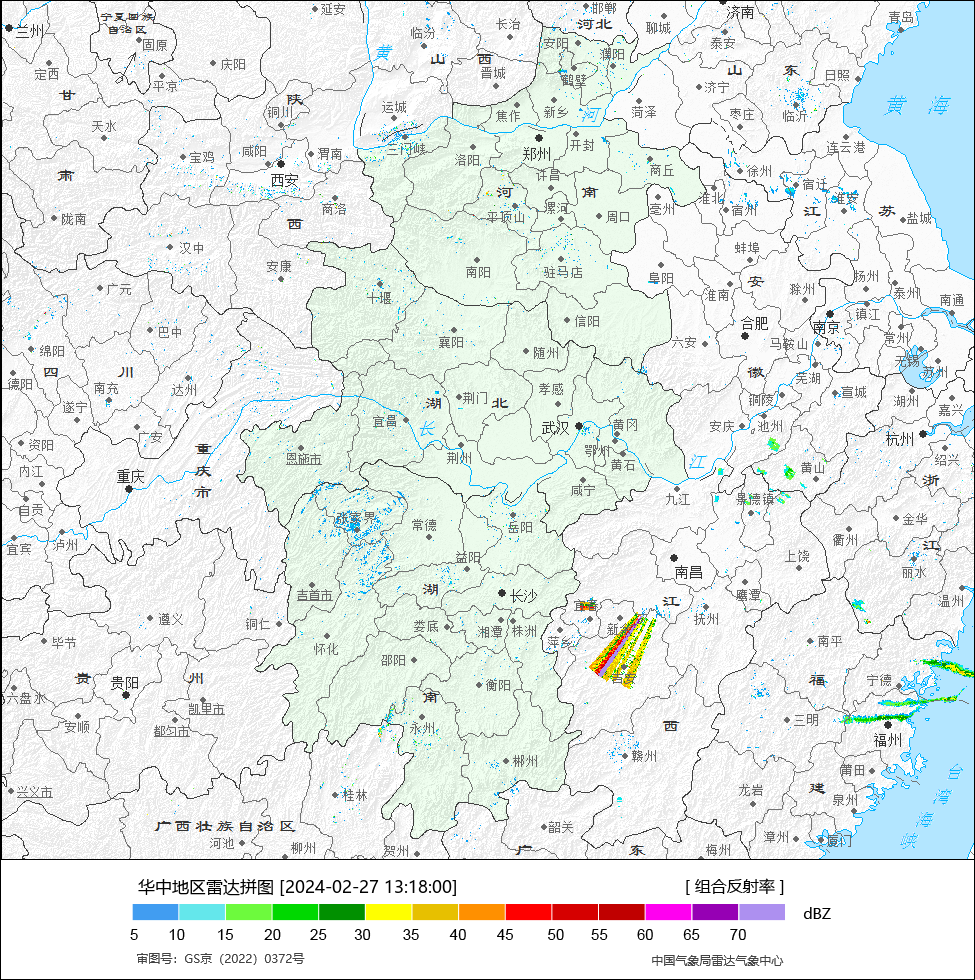 延安
宁夏回族
自治区
邯郸
济南
河北
聊城
青岛
兰州
固原
临汾
长治
安阳
濮阳
黄
山 西
泰安
庆阳
定西
平凉
晋城
鹤壁
山 东
日照
甘
陕
济宁
铜川
运城
焦作
新乡
河
菏泽
枣庄
临沂
黄 海
天水
三门峡
郑州
开封
连云港
宝鸡
咸阳
渭南
洛阳
许昌
商丘
徐州
肃
西安
河 南
淮北
宿迁
淮安
商洛
平顶山
漯河
周口
亳州
宿州
江 苏
盐城
陇南
西
汉中
蚌埠
安康
南阳
驻马店
阜阳
安
扬州
广元
十堰
淮南
滁州
泰州
南通
镇江
巴中
信阳
合肥
南京
襄阳
六安
马鞍山
常州
绵阳
随州
无锡
四 川
徽
芜湖
苏州
德阳
南充
达州
孝感
宣城
湖 北
荆门
铜陵
湖州
遂宁
嘉兴
宜昌
长
武汉
黄冈
安庆
池州
广安
杭州
资阳
重
庆
市
恩施市
荆州
鄂州
黄石
江
黄山
绍兴
内江
重庆
咸宁
九江
景德镇
浙
自贡
张家界
常德
岳阳
金华
宜宾
泸州
衢州
江
益阳
上饶
丽水
南昌
吉首市
湖
长沙
宜春
江
鹰潭
温州
遵义
铜仁
娄底
湘潭
株洲
新余
抚州
毕节
怀化
萍乡
南平
邵阳
贵 州
贵阳
衡阳
吉安
福
宁德
六盘水
南
凯里市
安顺
都匀市
永州
西
三明
福州
郴州
赣州
莆田
台
湾
海
峡
兴义市
桂林
龙岩
建
泉州
广西壮族自治区
韶关
漳州
厦门
河池
柳州
贺州
广 东
梅州
华中地区雷达拼图 [2024-02-27 13:18:00]
[ 组合反射率 ]
dBZ
5 10 15 20 25 30 35 40 45 50 55 60 65 70
审图号：GS京（2022）0372号
中国气象局雷达气象中心